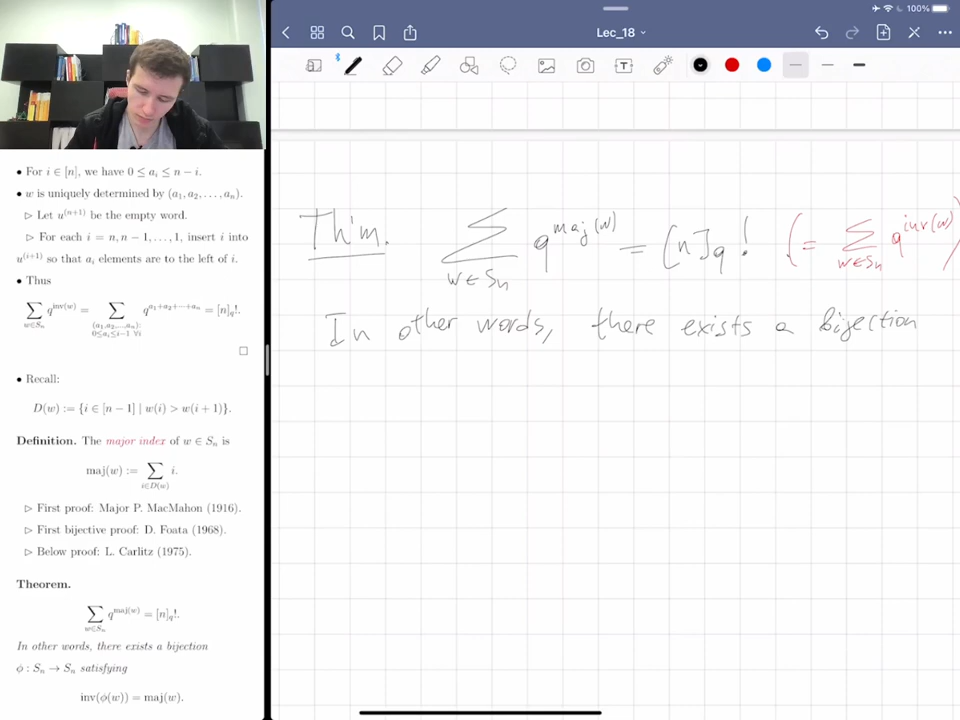 Lec_18
100%
T
• For i ∈ [n], we have 0 ≤ a_i ≤ n − i.
• w is uniquely determined by (a_1, a_2, . . . , a_n).
▷ Let u^(n+1) be the empty word.
▷ For each i = n, n − 1, . . . , 1, insert i into
u^(i+1) so that a_i elements are to the left of i.
• Thus
∑_{w∈S_n} q^{inv(w)} = ∑_{(a_1,a_2,...,a_n): 0≤a_i≤i−1 ∀i} q^{a_1+a_2+···+a_n} = [n]_q!.
□
• Recall:
D(w) := {i ∈ [n − 1] | w(i) > w(i + 1)}.
Definition. The major index of w ∈ S_n is
maj(w) := ∑_{i∈D(w)} i.
▷ First proof: Major P. MacMahon (1916).
▷ First bijective proof: D. Foata (1968).
▷ Below proof: L. Carlitz (1975).
Theorem.
∑_{w∈S_n} q^{maj(w)} = [n]_q!.
In other words, there exists a bijection
ϕ : S_n → S_n satisfying
inv(ϕ(w)) = maj(w).
Thm. ∑_{w∈S_n} q^{maj(w)} = [n]_q! (= ∑_{w∈S_n} q^{inv(w)})
In other words, there exists a bijection